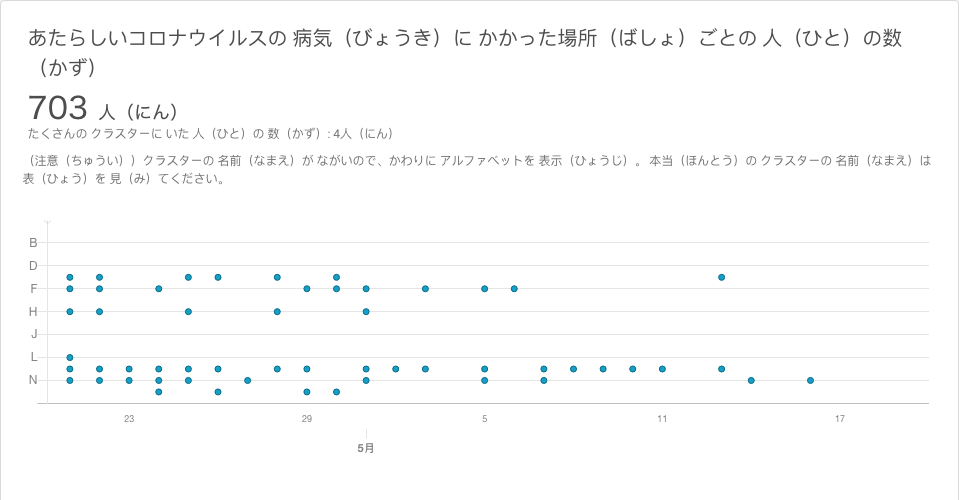 あたらしいコロナウイルスの 病気（びょうき）に かかった場所（ばしょ）ごとの 人（ひと）の数
（かず）
703 人（にん）
たくさんの クラスターに いた 人（ひと）の 数（かず）: 4人（にん）
（注意（ちゅうい））クラスターの 名前（なまえ）が ながいので、かわりに アルファベットを 表示（ひょうじ）。 本当（ほんとう）の クラスターの 名前（なまえ）は
表（ひょう）を 見（み）てください。
B
D
F
H
J
L
N
23 29 5 11 17
5月